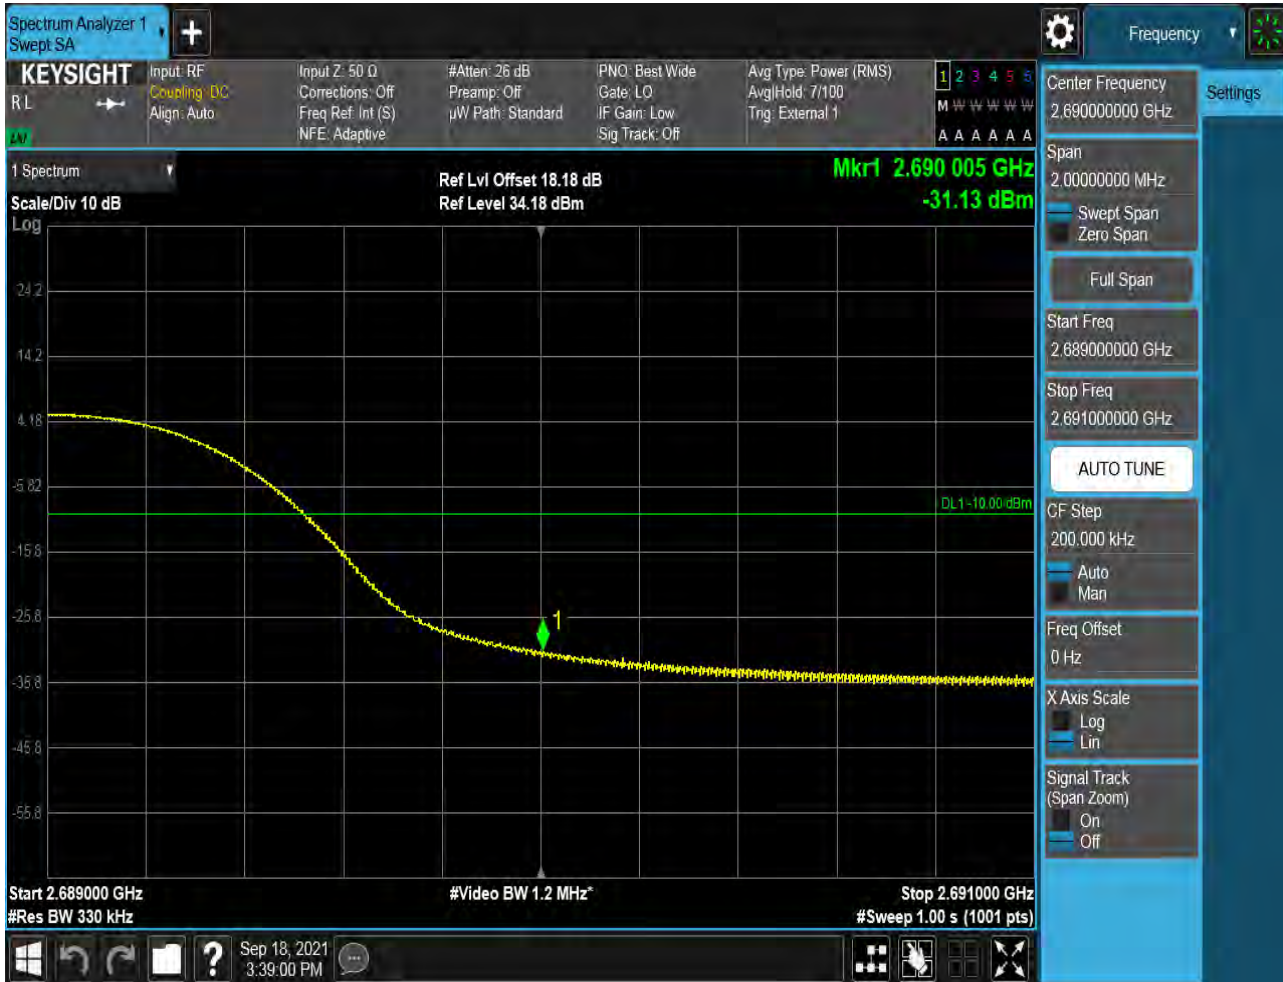 Spectrum Analyzer 1
Swept SA
Frequency
KEYSIGHT
R L
Input: RF
Coupling: DC
Align: Auto
Input Z: 50 Ω
Corrections: Off
Freq Ref: Int (S)
NFE: Adaptive
#Atten: 26 dB
Preamp: Off
µW Path: Standard
PNO: Best Wide
Gate: LO
IF Gain: Low
Sig Track: Off
Avg Type: Power (RMS)
Avg|Hold: 7/100
Trig: External 1
1 2 3 4 5 6
M W W W W W
A A A A A A
1 Spectrum
Scale/Div 10 dB
Log
Ref Lvl Offset 18.18 dB
Ref Level 34.18 dBm
Mkr1 2.690 005 GHz
-31.13 dBm
24.2
14.2
4.18
-5.82
-15.8
-25.8
-35.8
-45.8
-55.8
DL1 -10.00 dBm
1
Start 2.689000 GHz
#Res BW 330 kHz
#Video BW 1.2 MHz*
Stop 2.691000 GHz
#Sweep 1.00 s (1001 pts)
Sep 18, 2021
3:39:00 PM
Center Frequency
2.690000000 GHz
Settings
Span
2.00000000 MHz
Swept Span
Zero Span
Full Span
Start Freq
2.689000000 GHz
Stop Freq
2.691000000 GHz
AUTO TUNE
CF Step
200.000 kHz
Auto
Man
Freq Offset
0 Hz
X Axis Scale
Log
Lin
Signal Track
(Span Zoom)
On
Off